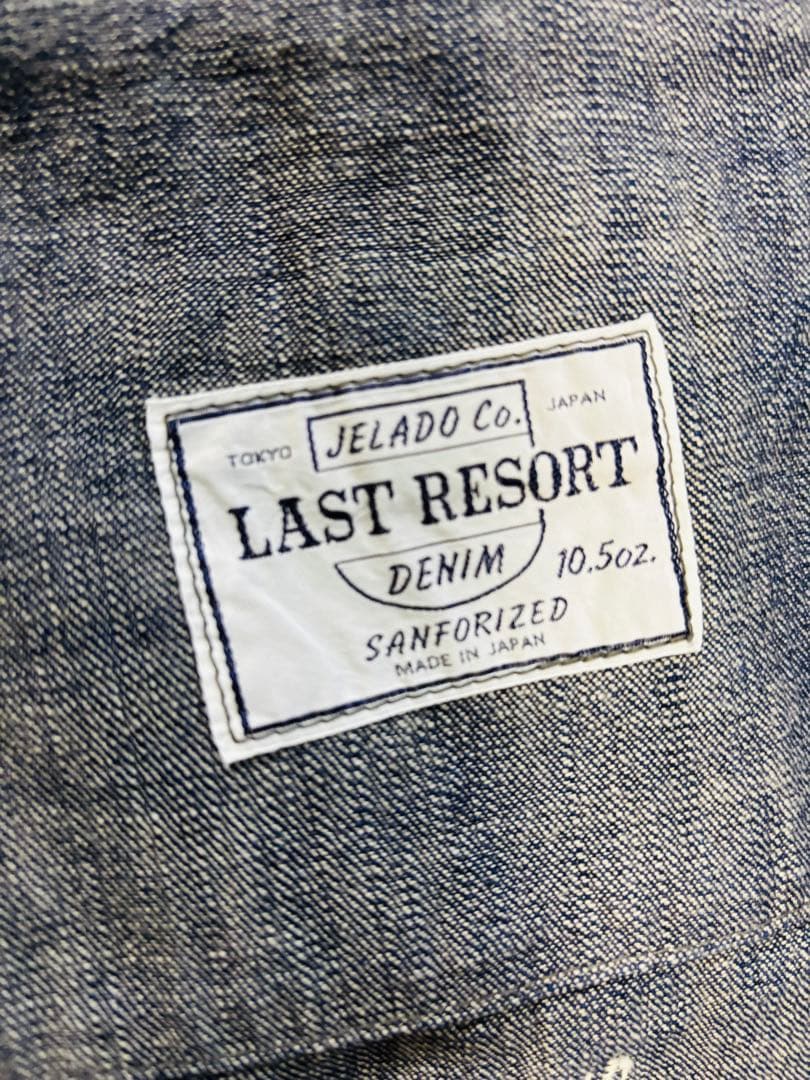 TOKYO JELADO Co. JAPAN
LAST RESORT
DENIM 10.5oz.
SANFORIZED
MADE IN JAPAN